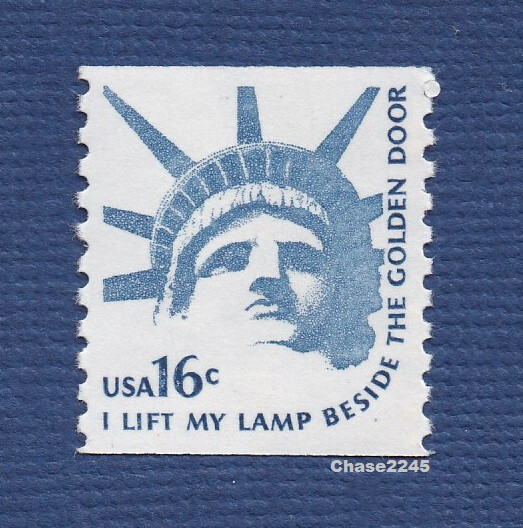 USA16c
I LIFT MY LAMP BESIDE THE GOLDEN DOOR
Chase2245